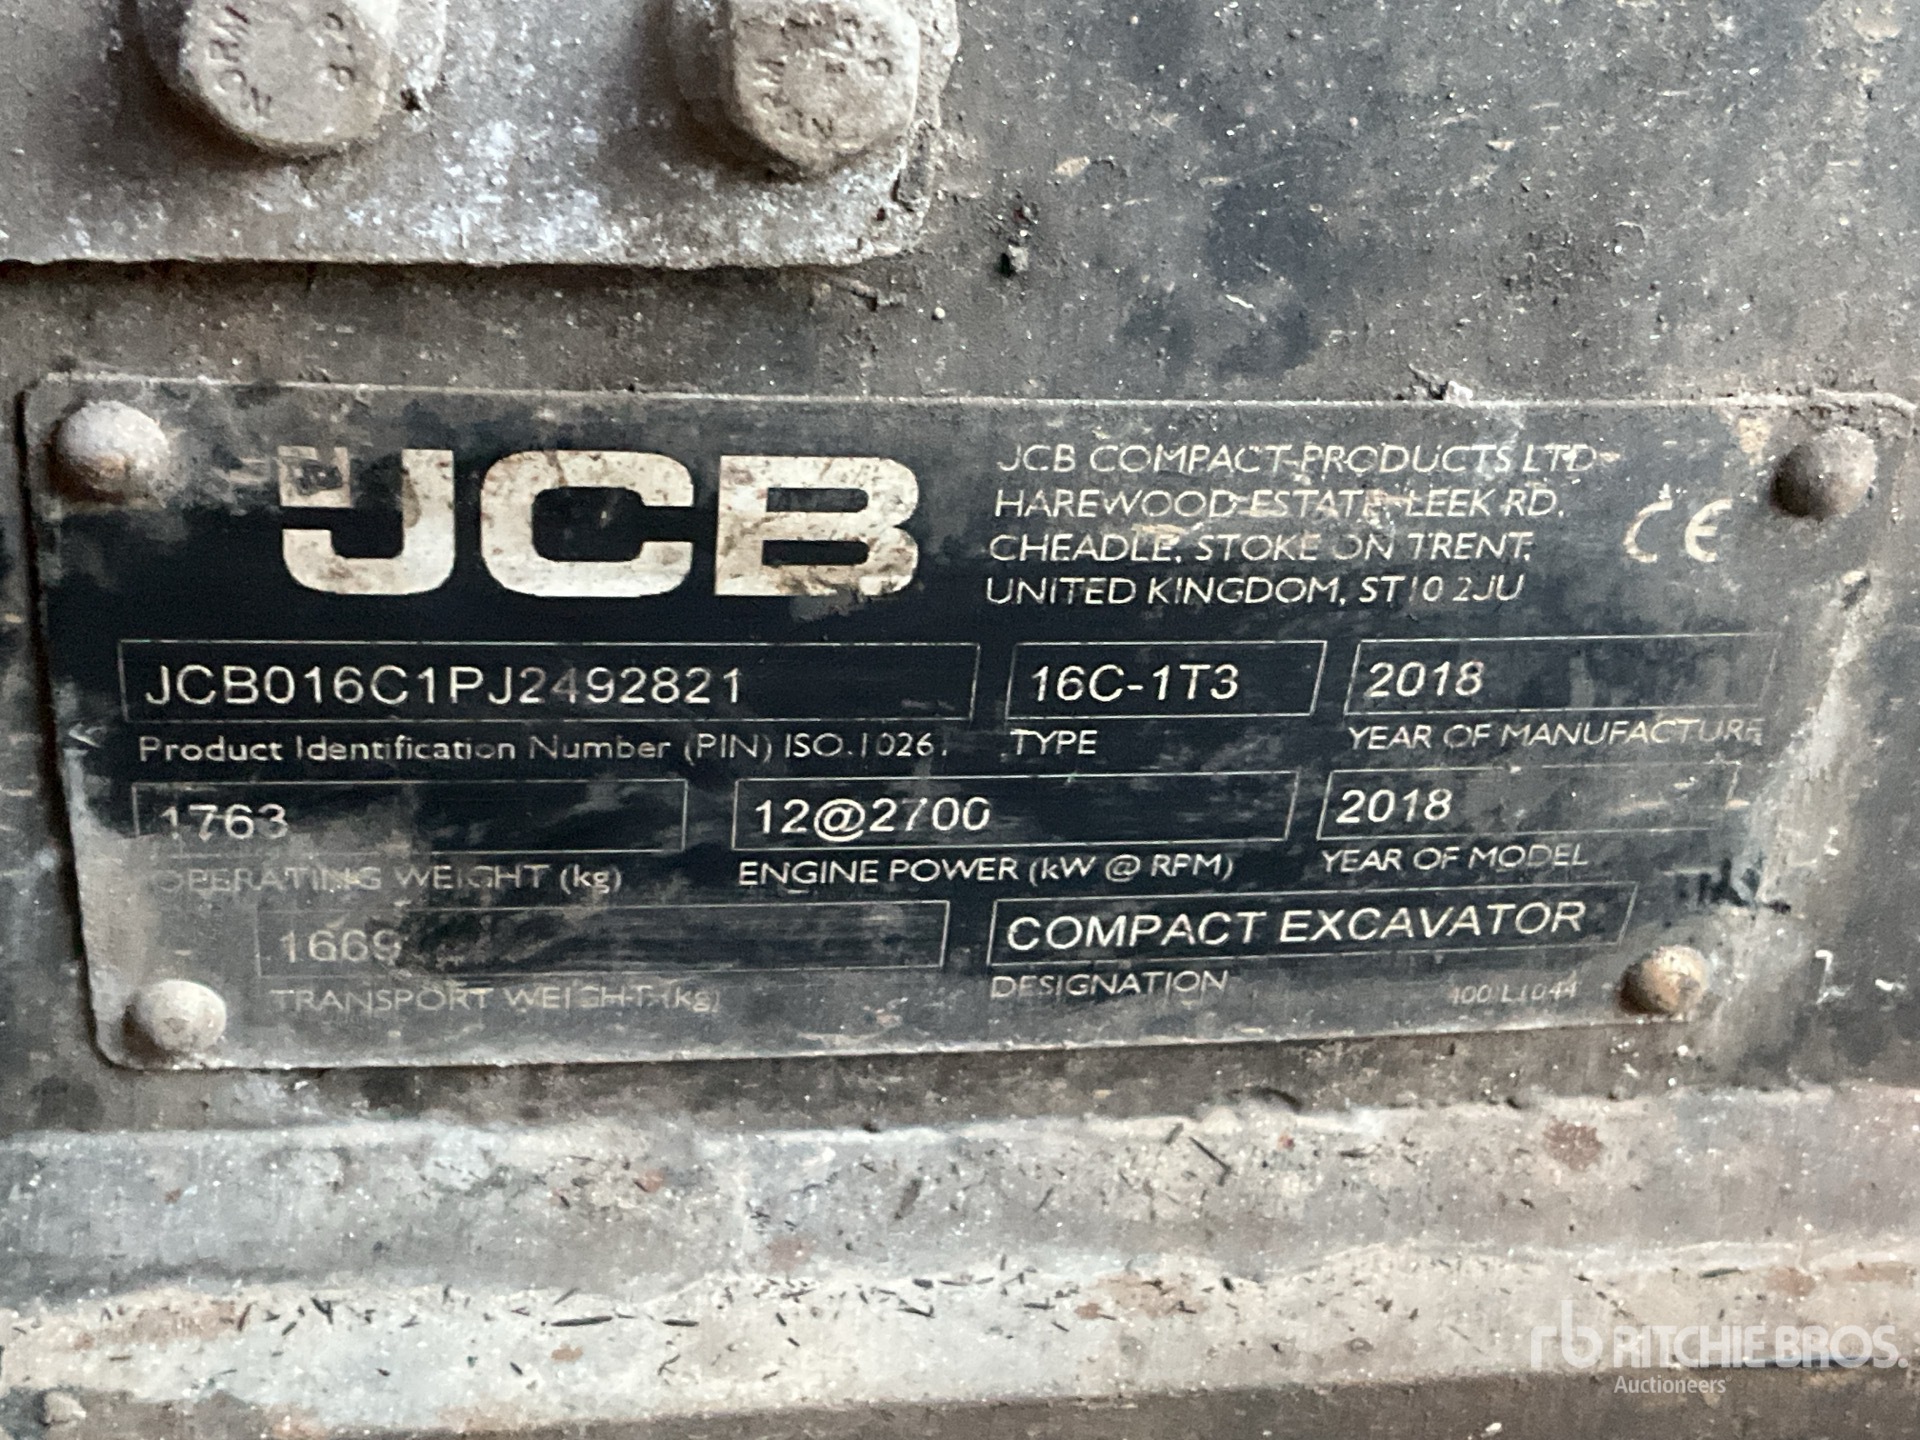 JCB
JCB COMPACT PRODUCTS LTD
HAREWOOD ESTATE, LEEK RD,
CHEADLE, STOKE ON TRENT,
UNITED KINGDOM, ST10 2JU
CE
JCB016C1PJ2492821
Product Identification Number (PIN) ISO.10261
16C-1T3
TYPE
2018
YEAR OF MANUFACTURE
1763
OPERATING WEIGHT (kg)
12@2700
ENGINE POWER (kW @ RPM)
2018
YEAR OF MODEL
1669
TRANSPORT WEIGHT (kg)
COMPACT EXCAVATOR
DESIGNATION
rb RITCHIE BROS.
Auctioneers